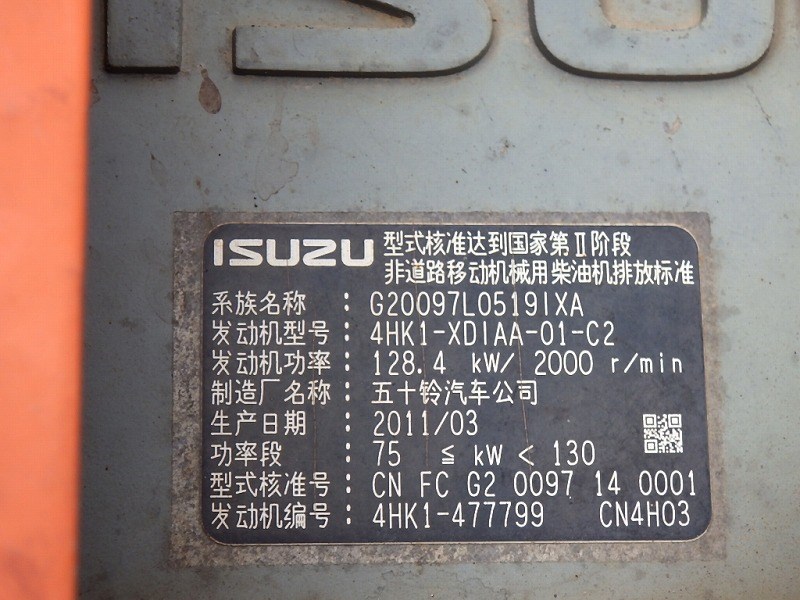 ISUZU
ISUZU 型式核准达到国家第Ⅱ阶段
非道路移动机械用柴油机排放标准
系族名称 : G20097L0519IXA
发动机型号 : 4HK1-XDIAA-01-C2
发动机功率 : 128.4 kW/ 2000 r/min
制造厂名称 : 五十铃汽车公司
生产日期 : 2011/03
功率段 : 75 ≦ kW < 130
型式核准号 : CN FC G2 0097 14 0001
发动机编号 : 4HK1-477799 CN4H03